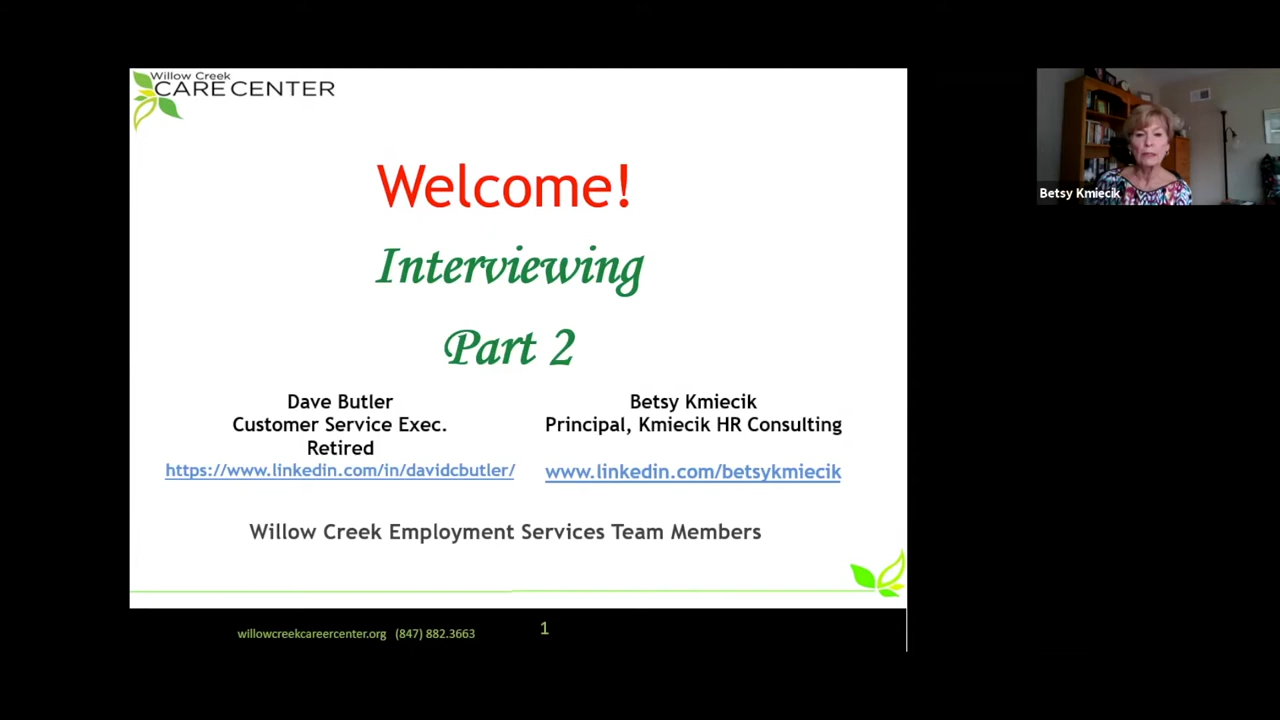 Willow Creek
CARE CENTER
Welcome!
Interviewing
Part 2
Dave Butler
Customer Service Exec.
Retired
https://www.linkedin.com/in/davidcbutler/
Betsy Kmiecik
Principal, Kmiecik HR Consulting
www.linkedin.com/betsykmiecik
Willow Creek Employment Services Team Members
willowcreekcareercenter.org (847) 882.3663
1
Betsy Kmiecik